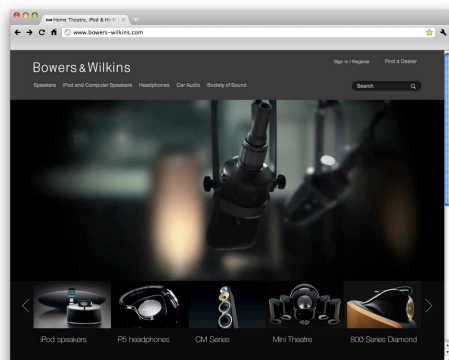 Home Theatre, iPod & Hi-F
www.bowers-wilkins.com
Sign In / Register
Find a Dealer
Bowers & Wilkins
Speakers
iPod and Computer Speakers
Headphones
Car Audio
Society of Sound
Search
iPod speakers
P5 headphones
CM Series
Mini Theatre
800 Series Diamond